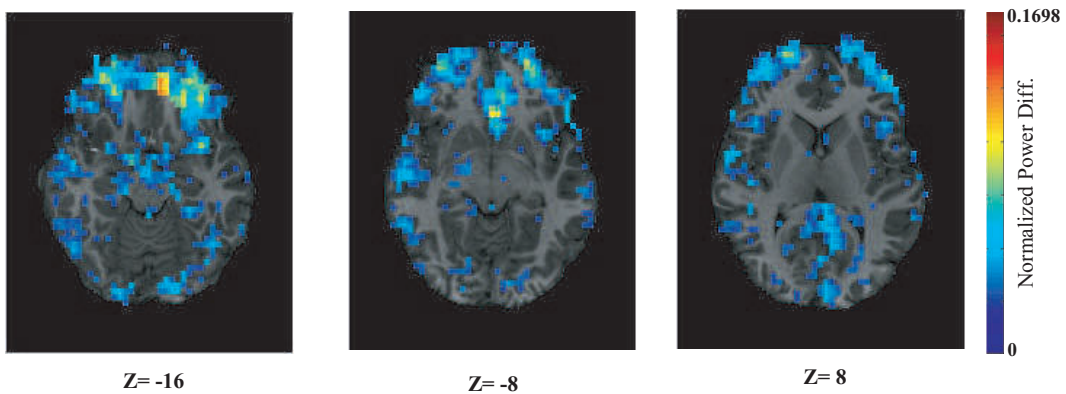 0.1698
Normalized Power Diff.
0
Z= -16
Z= -8
Z= 8